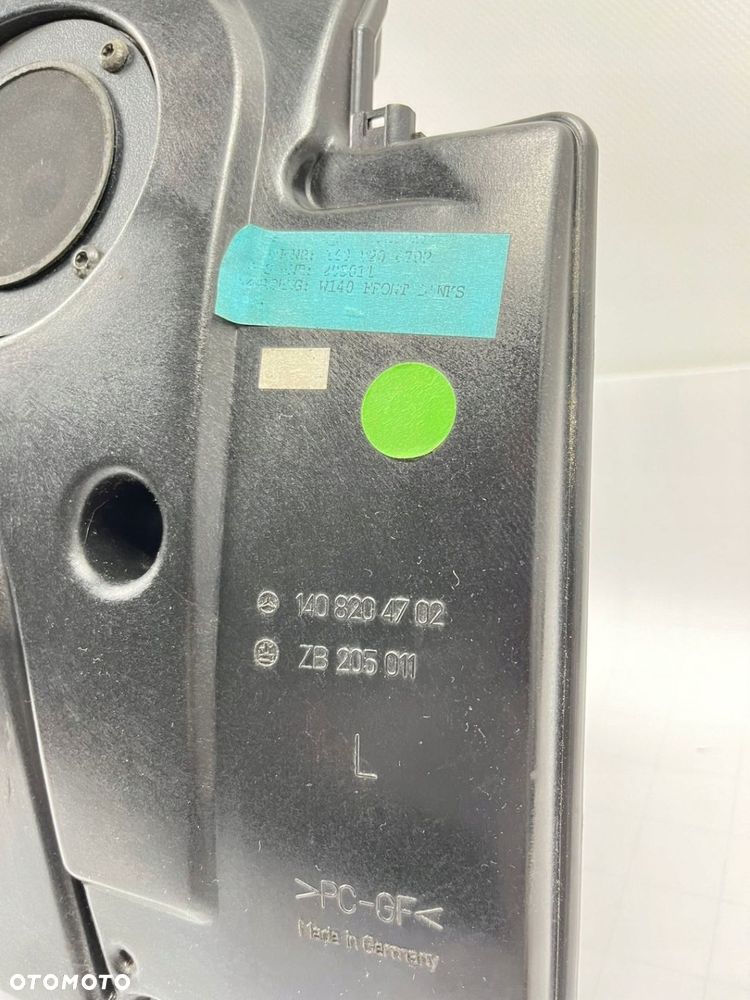 W140 FRONT LINKS
140 820 47 02
ZB 205 011
L
>PC-GF<
Made in Germany
OTOMOTO